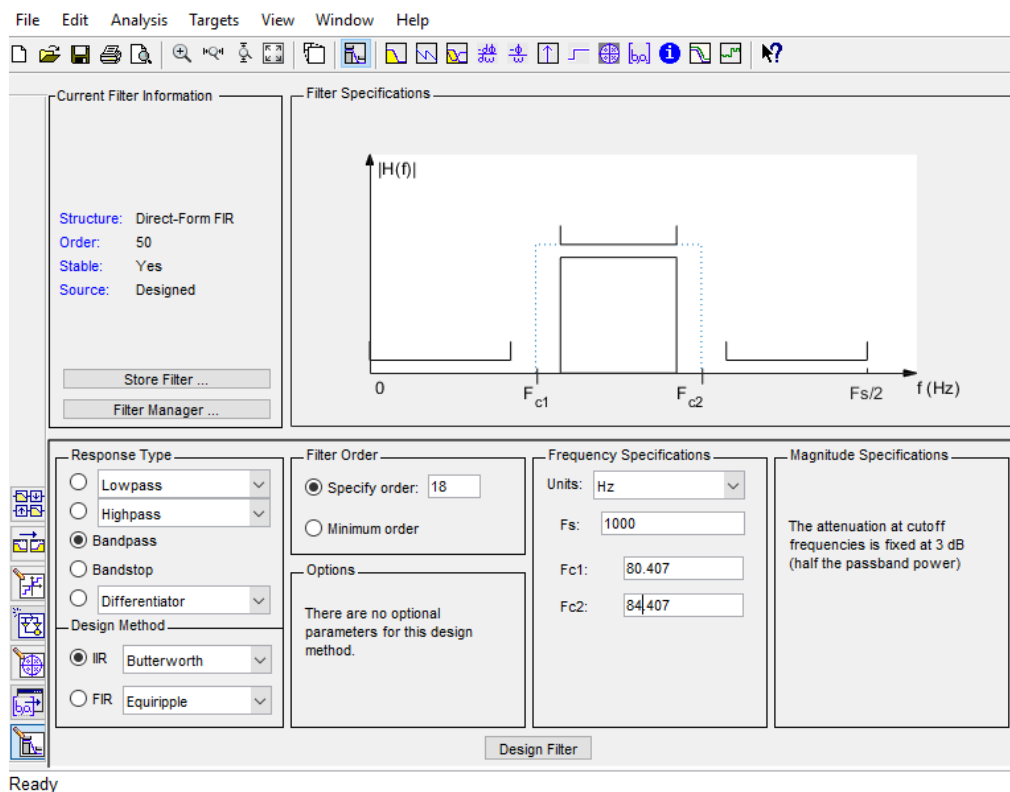 File Edit Analysis Targets View Window Help
Current Filter Information
Structure: Direct-Form FIR
Order: 50
Stable: Yes
Source: Designed
Store Filter ...
Filter Manager ...
Filter Specifications
|H(f)|
0 Fc1 Fc2 Fs/2 f (Hz)
Response Type
Lowpass
Highpass
Bandpass
Bandstop
Differentiator
Design Method
IIR Butterworth
FIR Equiripple
Filter Order
Specify order: 18
Minimum order
Options
There are no optional
parameters for this design
method.
Frequency Specifications
Units: Hz
Fs: 1000
Fc1: 80.407
Fc2: 84.407
Magnitude Specifications
The attenuation at cutoff
frequencies is fixed at 3 dB
(half the passband power)
Design Filter
Ready